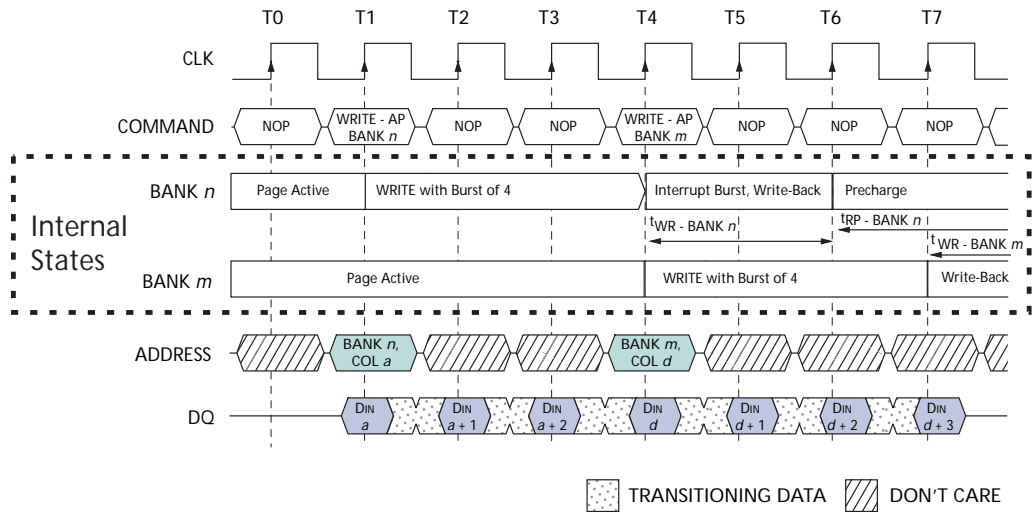 T0 T1 T2 T3 T4 T5 T6 T7
CLK
COMMAND NOP WRITE - AP BANK n NOP NOP WRITE - AP BANK m NOP NOP NOP
Internal States
BANK n Page Active WRITE with Burst of 4 Interrupt Burst, Write-Back Precharge
tWR - BANK n tRP - BANK n
tWR - BANK m
BANK m Page Active WRITE with Burst of 4 Write-Back
ADDRESS BANK n, COL a BANK m, COL d
DQ DIN a DIN a + 1 DIN a + 2 DIN d DIN d + 1 DIN d + 2 DIN d + 3
TRANSITIONING DATA DON'T CARE